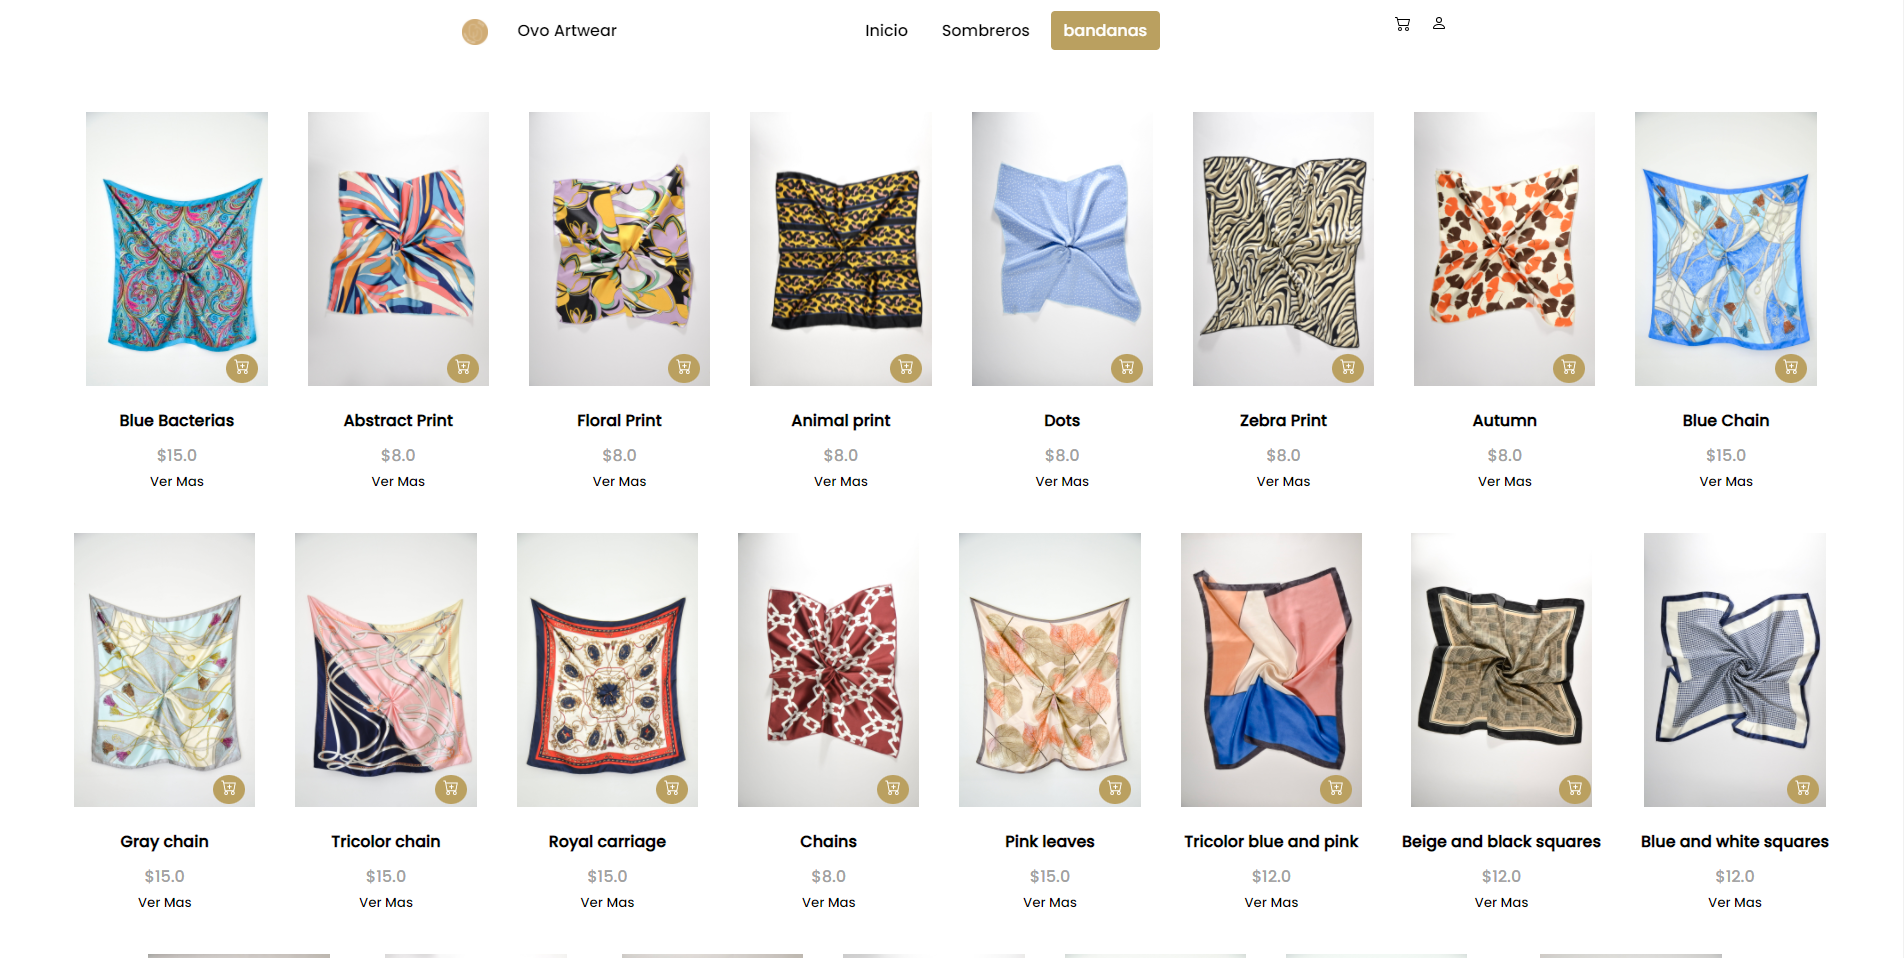 Ovo Artwear
Inicio
Sombreros
bandanas
Blue Bacterias
Abstract Print
Floral Print
Animal print
Dots
Zebra Print
Autumn
Blue Chain
$15.0
$8.0
$8.0
$8.0
$8.0
$8.0
$8.0
$15.0
Ver Mas
Ver Mas
Ver Mas
Ver Mas
Ver Mas
Ver Mas
Ver Mas
Ver Mas
Gray chain
Tricolor chain
Royal carriage
Chains
Pink leaves
Tricolor blue and pink
Beige and black squares
Blue and white squares
$15.0
$15.0
$15.0
$8.0
$15.0
$12.0
$12.0
$12.0
Ver Mas
Ver Mas
Ver Mas
Ver Mas
Ver Mas
Ver Mas
Ver Mas
Ver Mas